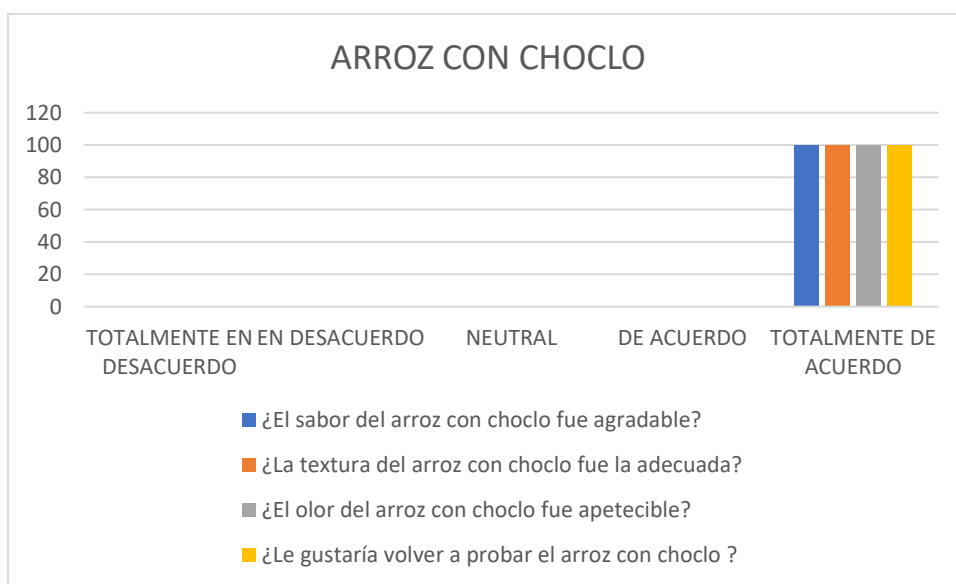 ARROZ CON CHOCLO
120
100
80
60
40
20
0
TOTALMENTE EN DESACUERDO
EN DESACUERDO
NEUTRAL
DE ACUERDO
TOTALMENTE DE ACUERDO
¿El sabor del arroz con choclo fue agradable?
¿La textura del arroz con choclo fue la adecuada?
¿El olor del arroz con choclo fue apetecible?
¿Le gustaría volver a probar el arroz con choclo ?